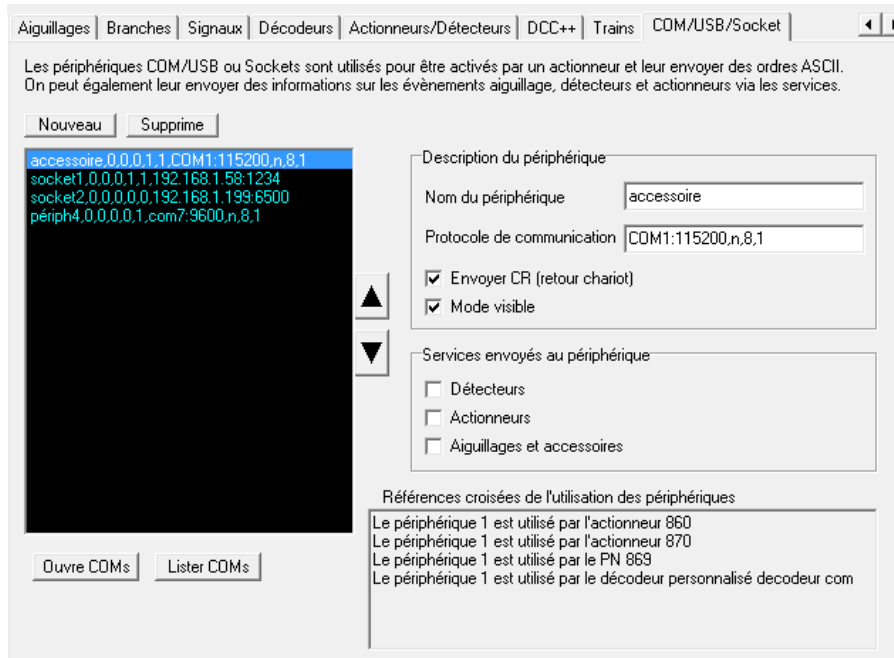 Aiguillages Branches Signaux Décodeurs Actionneurs/Détecteurs DCC++ Trains COM/USB/Socket
Les périphériques COM/USB ou Sockets sont utilisés pour être activés par un actionneur et leur envoyer des ordres ASCII.
On peut également leur envoyer des informations sur les évènements aiguillage, détecteurs et actionneurs via les services.
Nouveau Supprime
accessoire,0,0,0,1,1,COM1:115200,n,8,1
socket1,0,0,0,1,1,192.168.1.58:1234
socket2,0,0,0,0,0,192.168.1.199:6500
périph4,0,0,0,0,1,com7:9600,n,8,1
Description du périphérique
Nom du périphérique accessoire
Protocole de communication COM1:115200,n,8,1
Envoyer CR (retour chariot)
Mode visible
Services envoyés au périphérique
Détecteurs
Actionneurs
Aiguillages et accessoires
Références croisées de l'utilisation des périphériques
Le périphérique 1 est utilisé par l'actionneur 860
Le périphérique 1 est utilisé par l'actionneur 870
Le périphérique 1 est utilisé par le PN 869
Le périphérique 1 est utilisé par le décodeur personnalisé decodeur com
Ouvre COMs Lister COMs